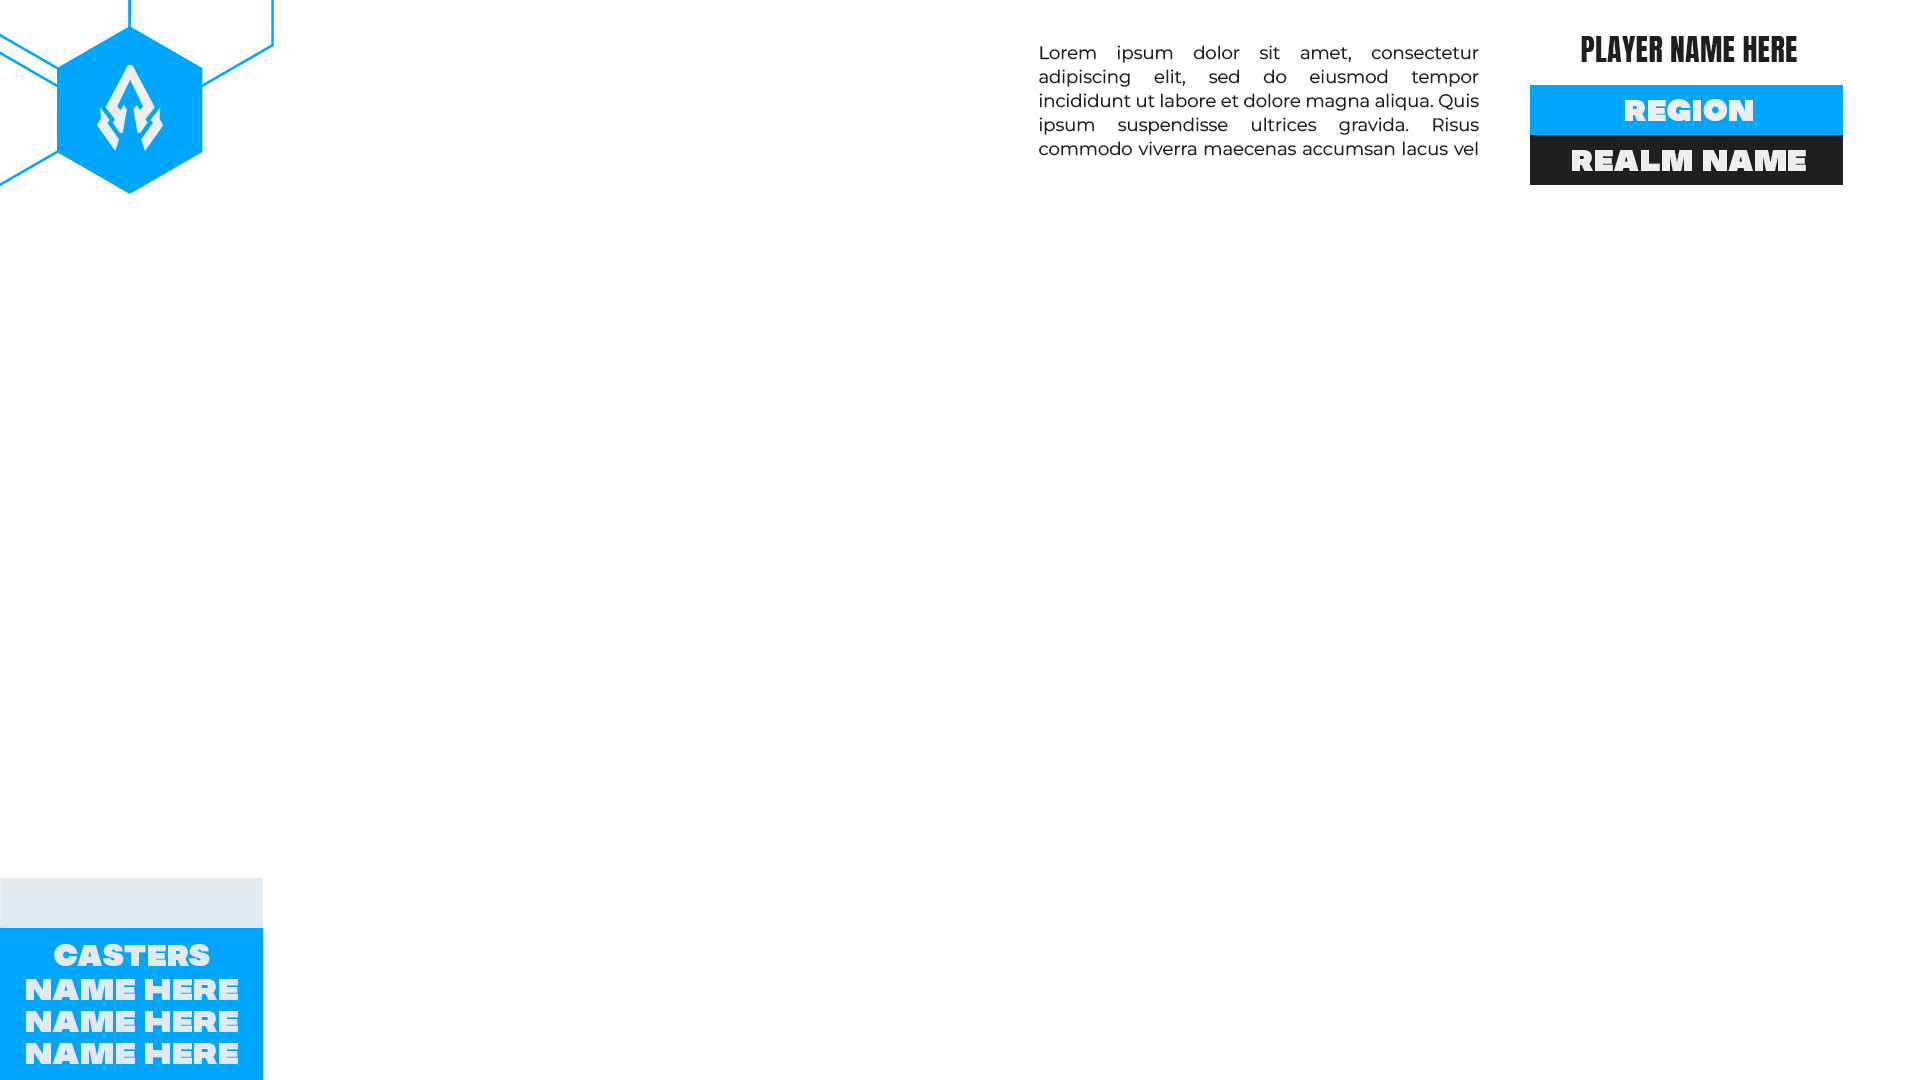 Lorem ipsum dolor sit amet, consectetur
adipiscing elit, sed do eiusmod tempor
incididunt ut labore et dolore magna aliqua. Quis
ipsum suspendisse ultrices gravida. Risus
commodo viverra maecenas accumsan lacus vel
PLAYER NAME HERE
REGION
REALM NAME
CASTERS
NAME HERE
NAME HERE
NAME HERE